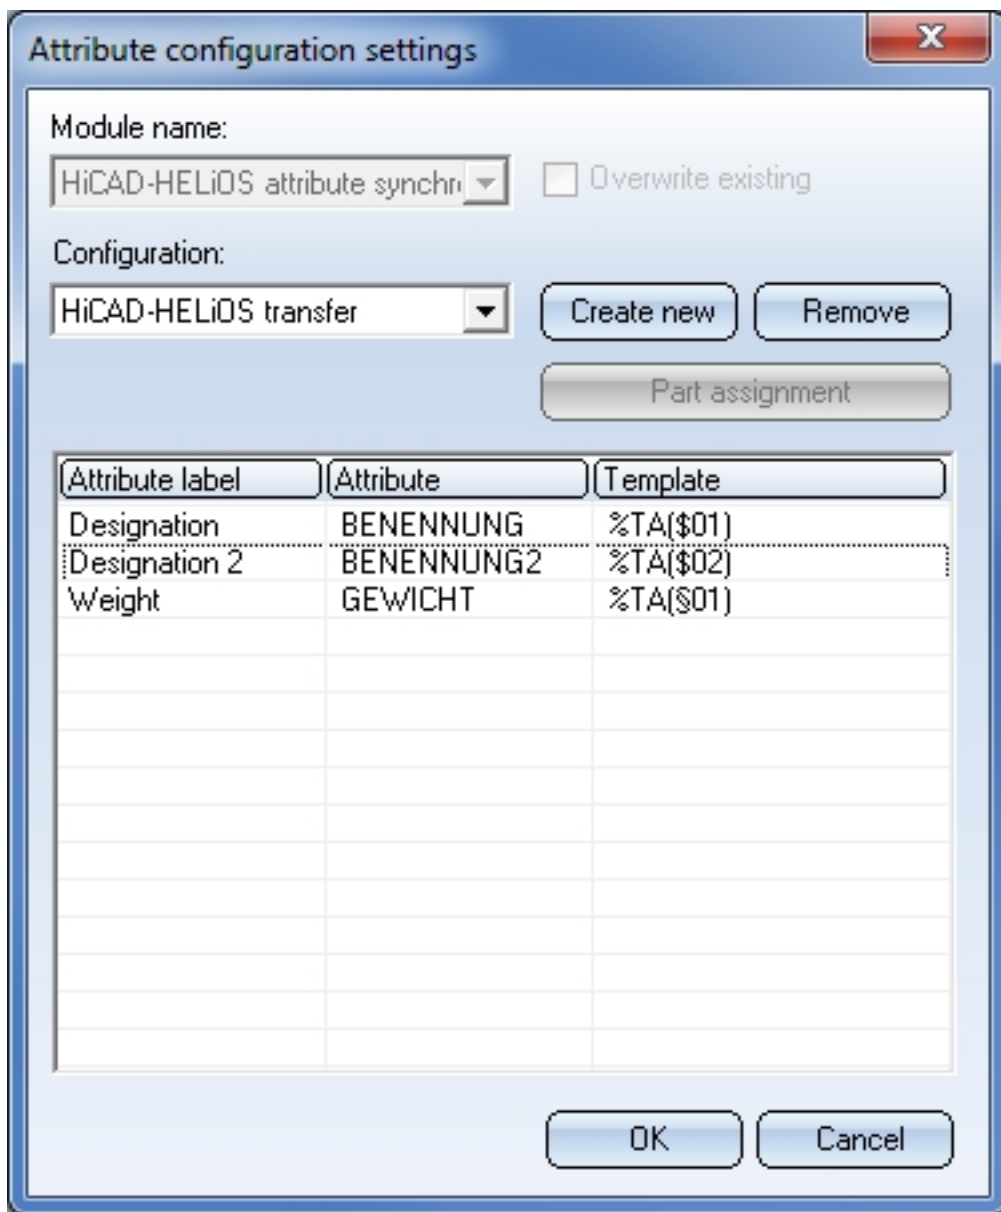 Attribute configuration settings
Module name:
HiCAD-HELiOS attribute synchr
Overwrite existing
Configuration:
HiCAD-HELiOS transfer
Create new
Remove
Part assignment
Attribute label Attribute Template
Designation BENENNUNG %TA($01)
Designation 2 BENENNUNG2 %TA($02)
Weight GEWICHT %TA(§01)
OK
Cancel